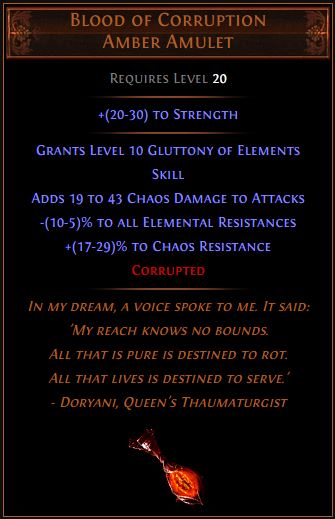 Blood of Corruption
Amber Amulet
Requires Level 20
+(20-30) to Strength
Grants Level 10 Gluttony of Elements
Skill
Adds 19 to 43 Chaos Damage to Attacks
-(10-5)% to all Elemental Resistances
+(17-29)% to Chaos Resistance
Corrupted
In my dream, a voice spoke to me. It said:
'My reach knows no bounds.
All that is pure is destined to rot.
All that lives is destined to serve.'
- Doryani, Queen's Thaumaturgist